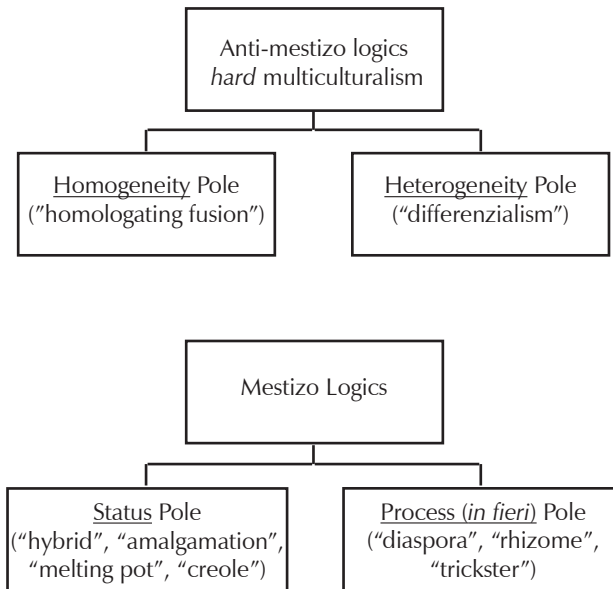 Anti-mestizo logics
hard multiculturalism
Homogeneity Pole
(”homologating fusion”)
Heterogeneity Pole
(“differenzialism”)
Mestizo Logics
Status Pole
(“hybrid”, “amalgamation”,
“melting pot”, “creole”)
Process (in fieri) Pole
(“diaspora”, “rhizome”,
“trickster”)